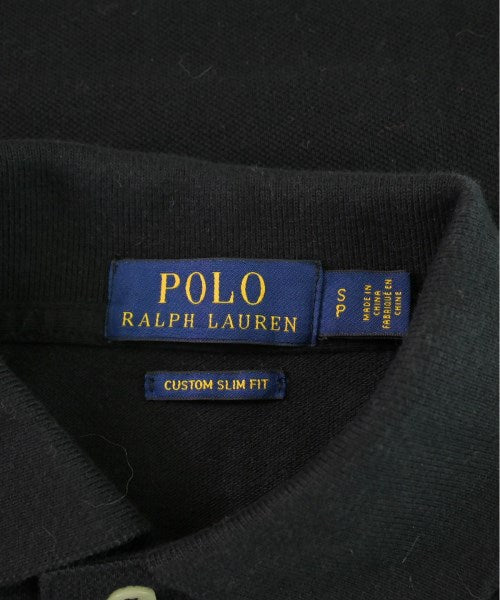 POLO
RALPH LAUREN
S
P
MADE IN
CHINA
FABRIQUÉ EN
CHINE
CUSTOM SLIM FIT